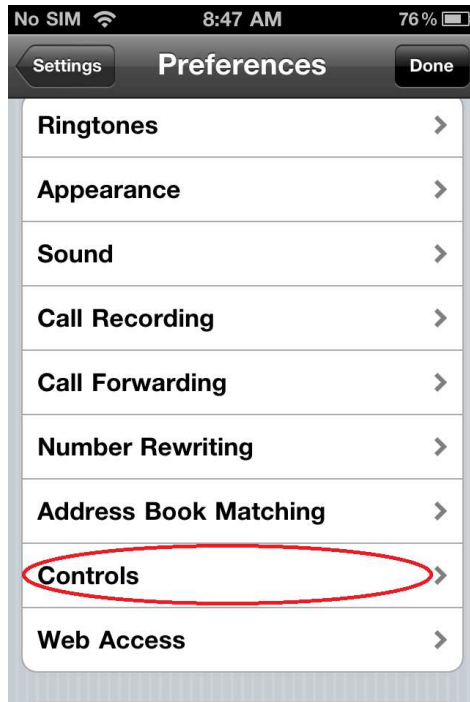 No SIM 8:47 AM 76%
Settings Preferences Done
Ringtones
Appearance
Sound
Call Recording
Call Forwarding
Number Rewriting
Address Book Matching
Controls
Web Access